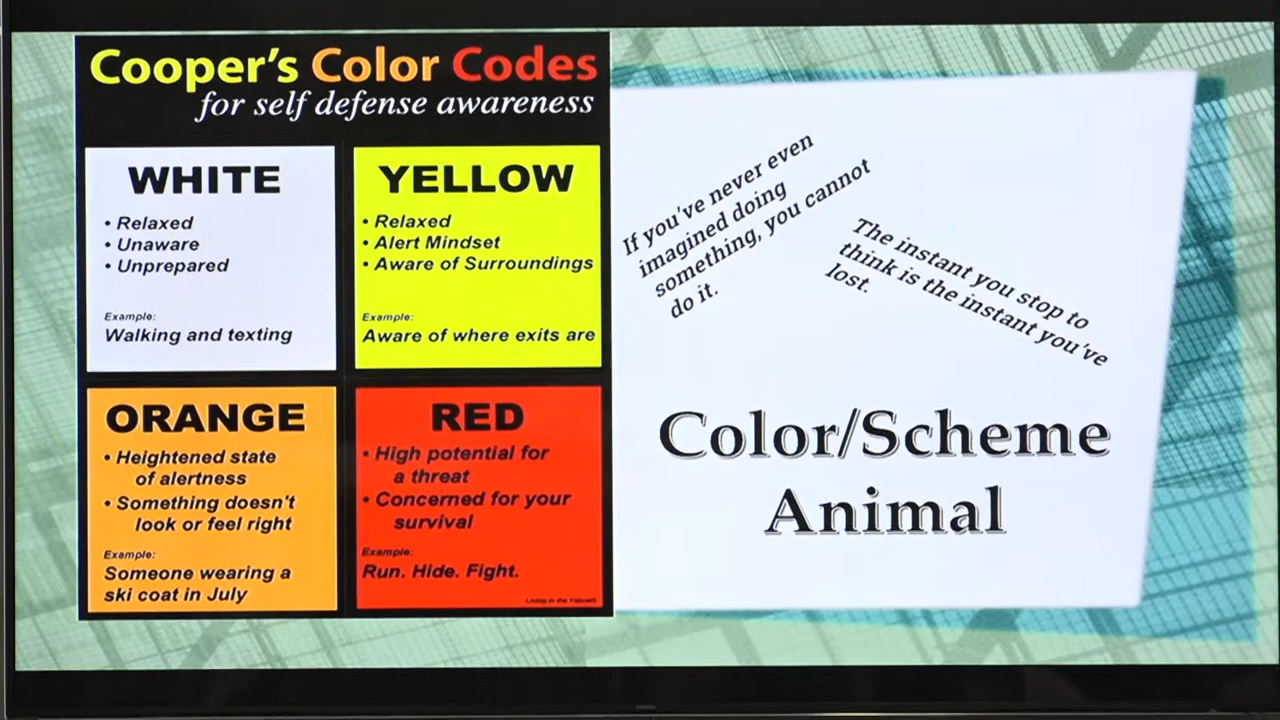 Cooper's Color Codes
for self defense awareness
WHITE
• Relaxed
• Unaware
• Unprepared
Example:
Walking and texting
YELLOW
• Relaxed
• Alert Mindset
• Aware of Surroundings
Example:
Aware of where exits are
ORANGE
• Heightened state
of alertness
• Something doesn't
look or feel right
Example:
Someone wearing a
ski coat in July
RED
• High potential for
a threat
• Concerned for your
survival
Example:
Run. Hide. Fight.
If you've never even
imagined doing
something, you cannot
do it.
The instant you stop to
think is the instant you've
lost.
Color/Scheme
Animal